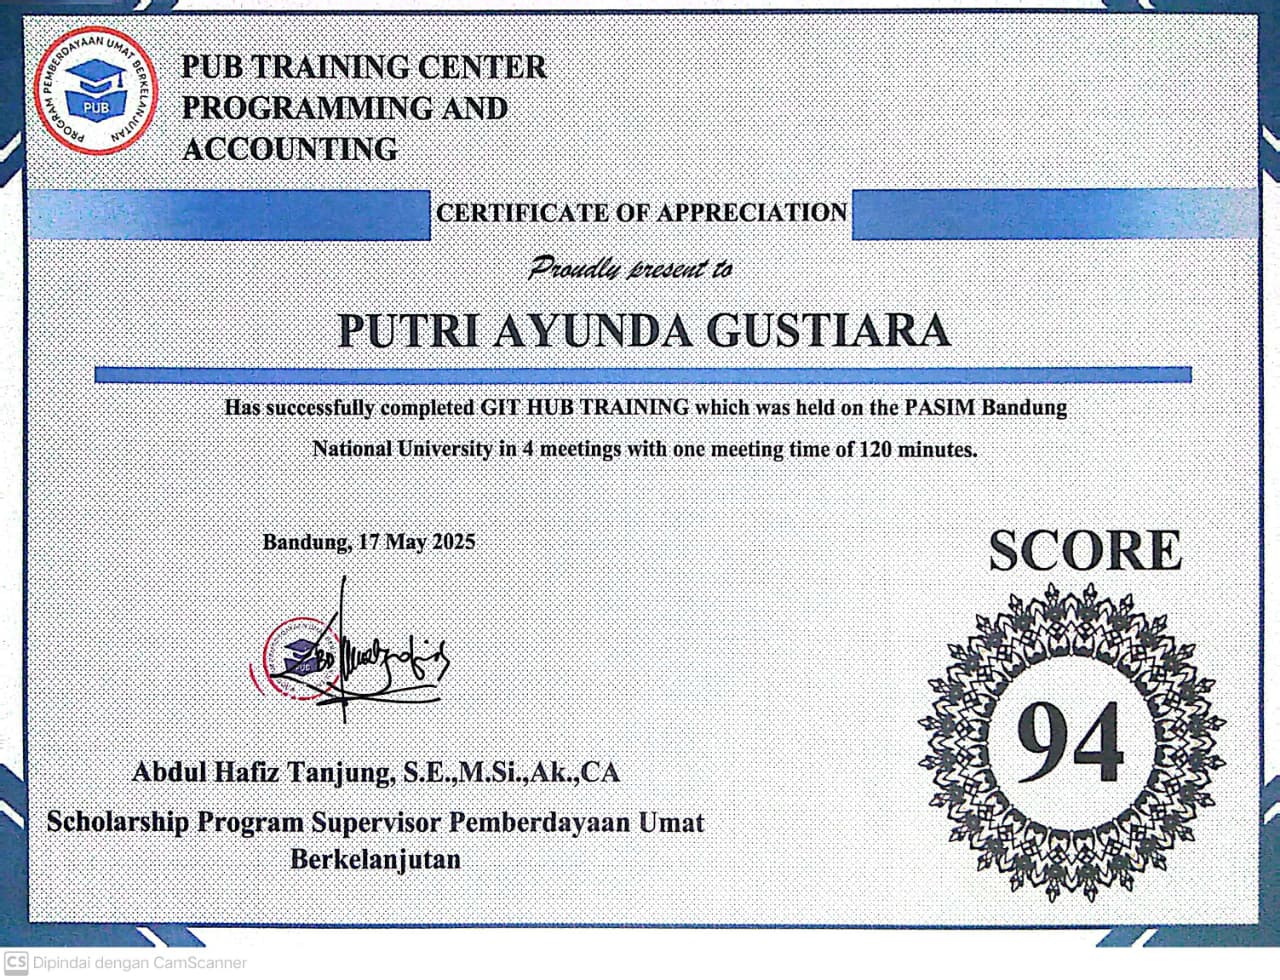 PROGRAM PEMBERDAYAAN UMAT BERKELANJUTAN
PUB
PUB TRAINING CENTER
PROGRAMMING AND
ACCOUNTING
CERTIFICATE OF APPRECIATION
Proudly present to
PUTRI AYUNDA GUSTIARA
Has successfully completed GIT HUB TRAINING which was held on the PASIM Bandung
National University in 4 meetings with one meeting time of 120 minutes.
Bandung, 17 May 2025
PUB
Abdul Hafiz Tanjung, S.E.,M.Si.,Ak.,CA
Scholarship Program Supervisor Pemberdayaan Umat
Berkelanjutan
SCORE
94
CS Dipindai dengan CamScanner